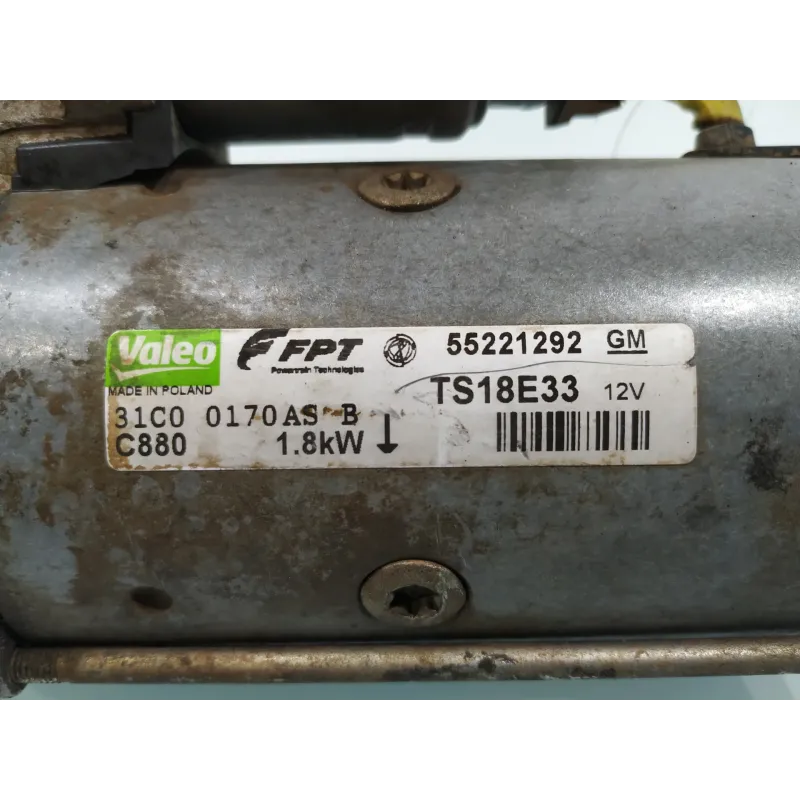 Valeo FPT 55221292 GM
Powertrain Technologies
MADE IN POLAND TS18E33 12V
31C0 0170AS B
C880 1.8kW